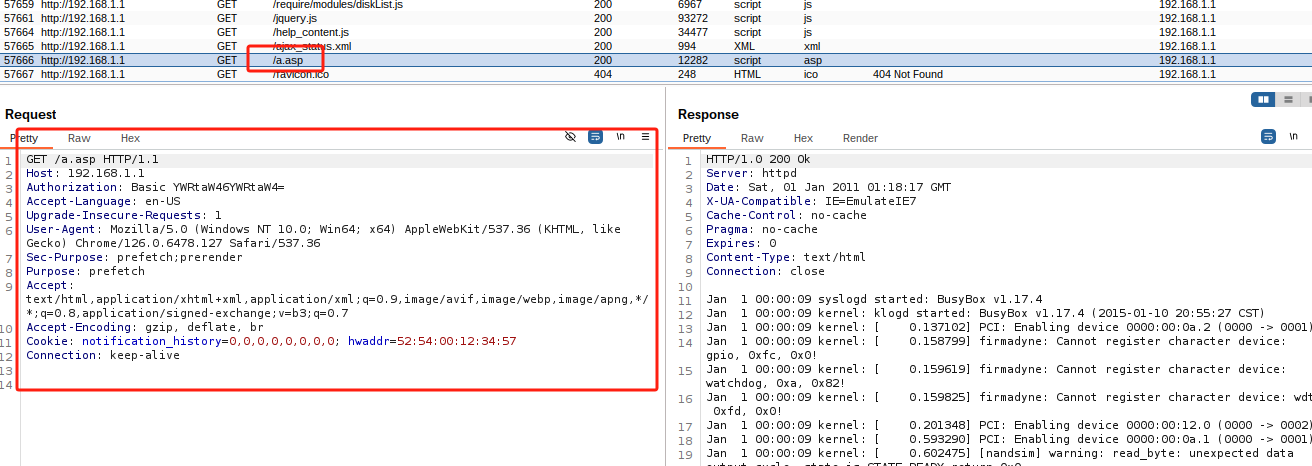 57659 http://192.168.1.1 GET /require/modules/diskList.js 200 6967 script js 192.168.1.1
57661 http://192.168.1.1 GET /jquery.js 200 93272 script js 192.168.1.1
57664 http://192.168.1.1 GET /help_content.js 200 34477 script js 192.168.1.1
57665 http://192.168.1.1 GET /ajax_status.xml 200 994 XML xml 192.168.1.1
57666 http://192.168.1.1 GET /a.asp 200 12282 script asp 192.168.1.1
57667 http://192.168.1.1 GET /favicon.ico 404 248 HTML ico 404 Not Found 192.168.1.1
Request
Pretty Raw Hex \n
1 GET /a.asp HTTP/1.1
2 Host: 192.168.1.1
3 Authorization: Basic YWRtaW46YWRtaW4=
4 Accept-Language: en-US
5 Upgrade-Insecure-Requests: 1
6 User-Agent: Mozilla/5.0 (Windows NT 10.0; Win64; x64) AppleWebKit/537.36 (KHTML, like
Gecko) Chrome/126.0.6478.127 Safari/537.36
7 Sec-Purpose: prefetch;prerender
8 Purpose: prefetch
9 Accept:
text/html,application/xhtml+xml,application/xml;q=0.9,image/avif,image/webp,image/apng,*/
*;q=0.8,application/signed-exchange;v=b3;q=0.7
10 Accept-Encoding: gzip, deflate, br
11 Cookie: notification_history=0,0,0,0,0,0,0,0; hwaddr=52:54:00:12:34:57
12 Connection: keep-alive
13
14
Response
Pretty Raw Hex Render \n
1 HTTP/1.0 200 Ok
2 Server: httpd
3 Date: Sat, 01 Jan 2011 01:18:17 GMT
4 X-UA-Compatible: IE=EmulateIE7
5 Cache-Control: no-cache
6 Pragma: no-cache
7 Expires: 0
8 Content-Type: text/html
9 Connection: close
10
11 Jan  1 00:00:09 syslogd started: BusyBox v1.17.4
12 Jan  1 00:00:09 kernel: klogd started: BusyBox v1.17.4 (2015-01-10 20:55:27 CST)
13 Jan  1 00:00:09 kernel: [    0.137102] PCI: Enabling device 0000:00:0a.2 (0000 -> 0001)
14 Jan  1 00:00:09 kernel: [    0.158799] firmadyne: Cannot register character device:
gpio, 0xfc, 0x0!
15 Jan  1 00:00:09 kernel: [    0.159619] firmadyne: Cannot register character device:
watchdog, 0xa, 0x82!
16 Jan  1 00:00:09 kernel: [    0.159825] firmadyne: Cannot register character device: wdt
0xfd, 0x0!
17 Jan  1 00:00:09 kernel: [    0.201348] PCI: Enabling device 0000:00:12.0 (0000 -> 0002)
18 Jan  1 00:00:09 kernel: [    0.593290] PCI: Enabling device 0000:00:0a.1 (0000 -> 0001)
19 Jan  1 00:00:09 kernel: [    0.602475] [nandsim] warning: read_byte: unexpected data